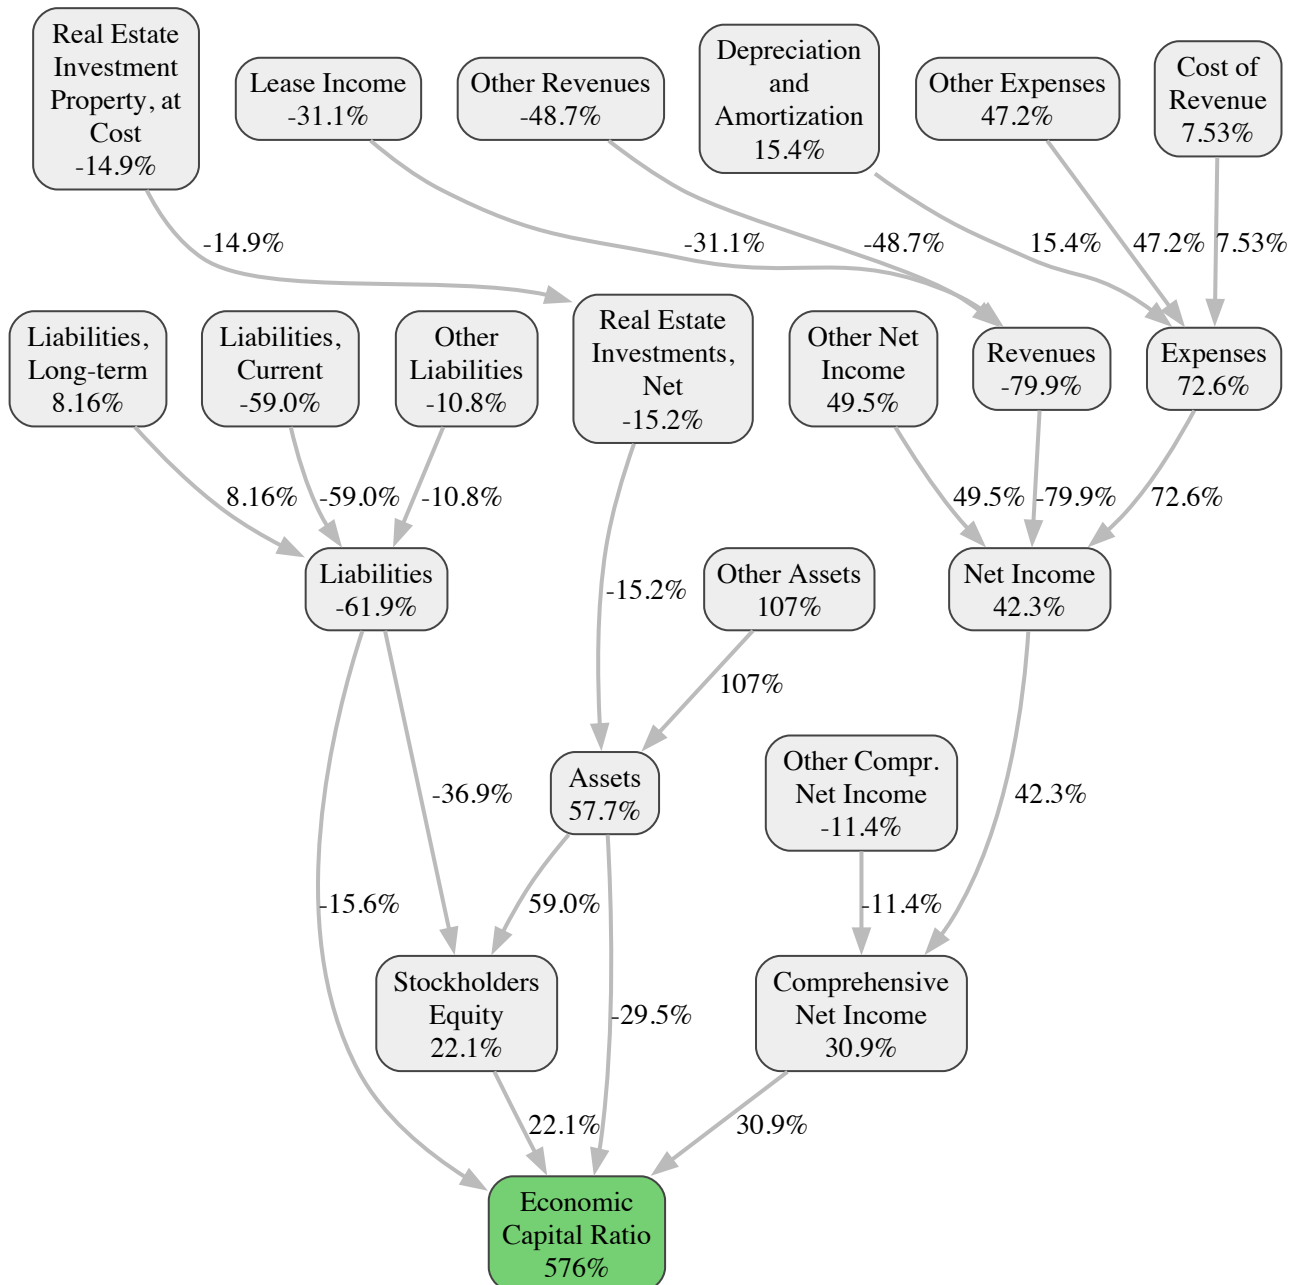 Real Estate
Investment
Property, at
Cost
-14.9%
Lease Income
-31.1%
Other Revenues
-48.7%
Depreciation
and
Amortization
15.4%
Other Expenses
47.2%
Cost of
Revenue
7.53%
-14.9%
-31.1%
-48.7%
15.4%
47.2%
7.53%
Liabilities,
Long-term
8.16%
Liabilities,
Current
-59.0%
Other
Liabilities
-10.8%
Real Estate
Investments,
Net
-15.2%
Other Net
Income
49.5%
Revenues
-79.9%
Expenses
72.6%
8.16%
-59.0%
-10.8%
49.5%
-79.9%
72.6%
Liabilities
-61.9%
-15.2%
Other Assets
107%
Net Income
42.3%
107%
-36.9%
Assets
57.7%
Other Compr.
Net Income
-11.4%
42.3%
-15.6%
59.0%
-11.4%
Stockholders
Equity
22.1%
-29.5%
Comprehensive
Net Income
30.9%
22.1%
30.9%
Economic
Capital Ratio
576%